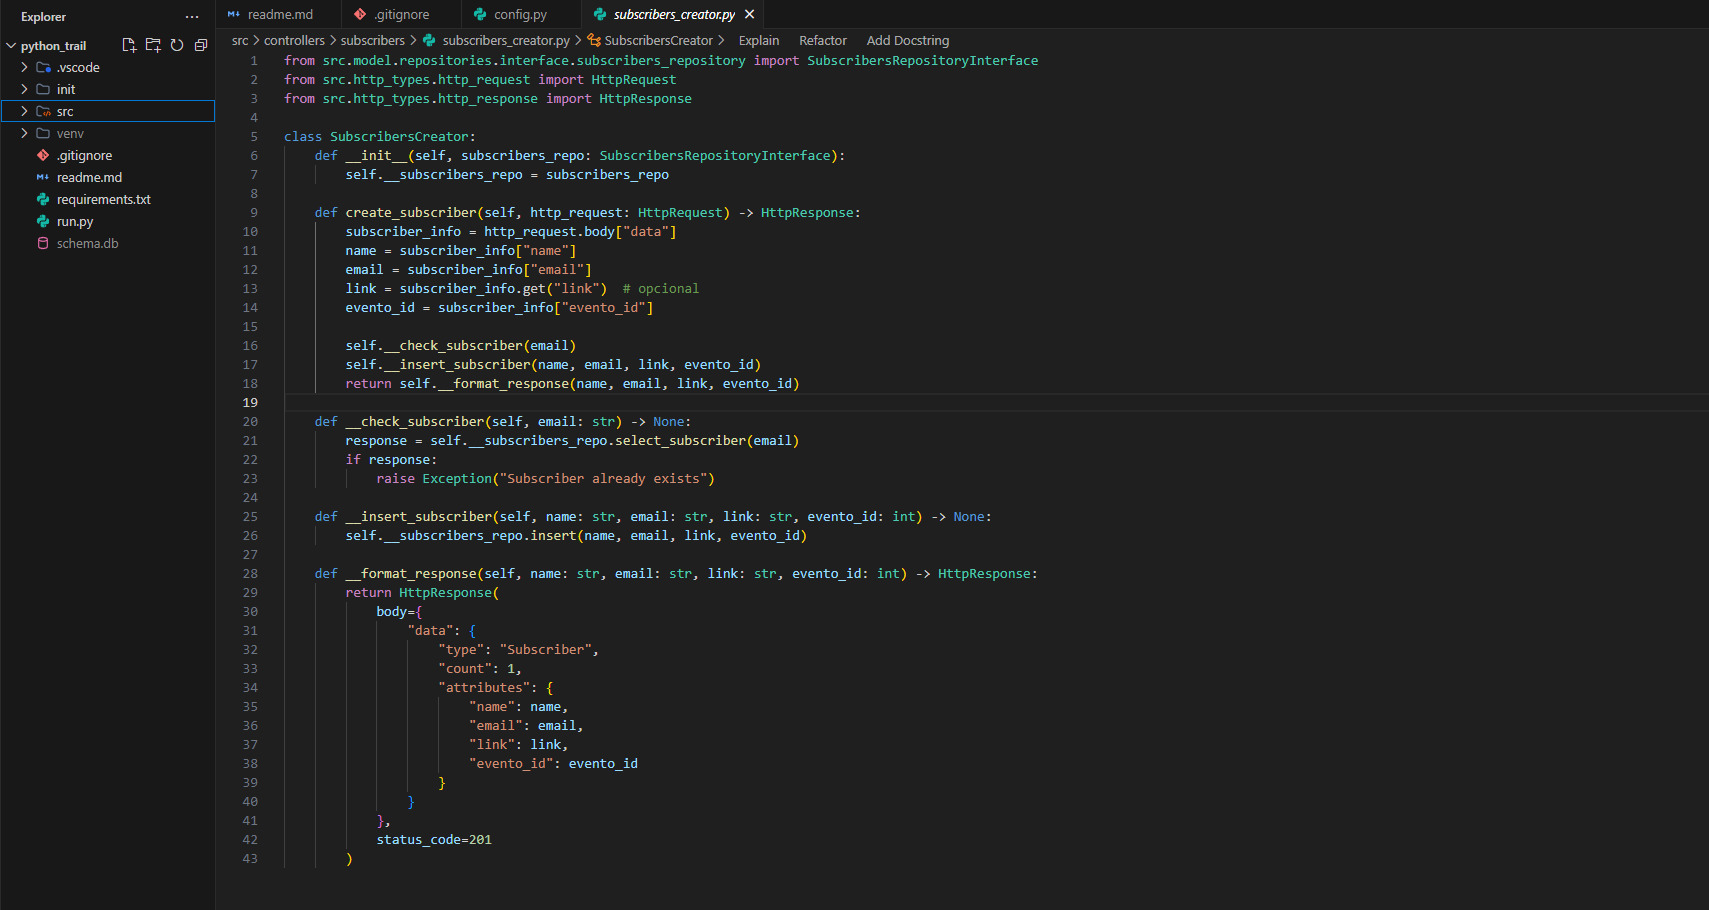 Explorer ...
python_trail
.vscode
init
src
venv
.gitignore
readme.md
requirements.txt
run.py
schema.db
readme.md .gitignore config.py subscribers_creator.py
src > controllers > subscribers > subscribers_creator.py > SubscribersCreator > Explain Refactor Add Docstring
1 from src.model.repositories.interface.subscribers_repository import SubscribersRepositoryInterface
2 from src.http_types.http_request import HttpRequest
3 from src.http_types.http_response import HttpResponse
4
5 class SubscribersCreator:
6     def __init__(self, subscribers_repo: SubscribersRepositoryInterface):
7         self.__subscribers_repo = subscribers_repo
8
9     def create_subscriber(self, http_request: HttpRequest) -> HttpResponse:
10         subscriber_info = http_request.body["data"]
11         name = subscriber_info["name"]
12         email = subscriber_info["email"]
13         link = subscriber_info.get("link")  # opcional
14         evento_id = subscriber_info["evento_id"]
15
16         self.__check_subscriber(email)
17         self.__insert_subscriber(name, email, link, evento_id)
18         return self.__format_response(name, email, link, evento_id)
19
20     def __check_subscriber(self, email: str) -> None:
21         response = self.__subscribers_repo.select_subscriber(email)
22         if response:
23             raise Exception("Subscriber already exists")
24
25     def __insert_subscriber(self, name: str, email: str, link: str, evento_id: int) -> None:
26         self.__subscribers_repo.insert(name, email, link, evento_id)
27
28     def __format_response(self, name: str, email: str, link: str, evento_id: int) -> HttpResponse:
29         return HttpResponse(
30             body={
31                 "data": {
32                     "type": "Subscriber",
33                     "count": 1,
34                     "attributes": {
35                         "name": name,
36                         "email": email,
37                         "link": link,
38                         "evento_id": evento_id
39                     }
40                 }
41             },
42             status_code=201
43         )